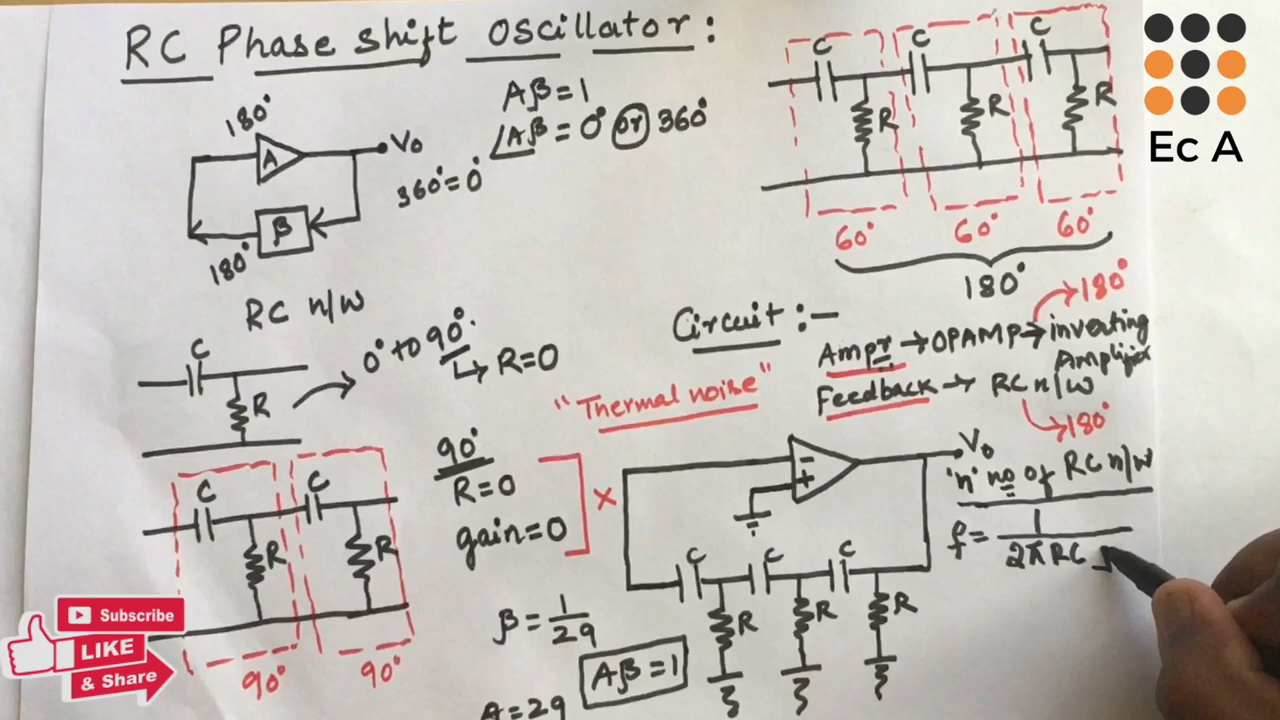 RC Phase shift Oscillator :
Aβ=1
∠Aβ = 0° or 360°
180°
A
V₀
360°=0°
β
180°
RC n/w
C
R
0° to 90°.
R=0
C
C
R
R
90°
90°
90°
R=0
gain=0
×
"Thermal noise"
β = 1/29
Aβ=1
A=29
C
C
C
R
R
R
60°
60°
60°
180°
Circuit :-
180°
Ampr → OPAMP → inverting
Amplifier
Feedback → RC n/w
180°
-
+
V₀
C
C
C
R
R
R
'n' no of RC n/w
f = 1/2πRC
Ec A
Subscribe
LIKE
& Share